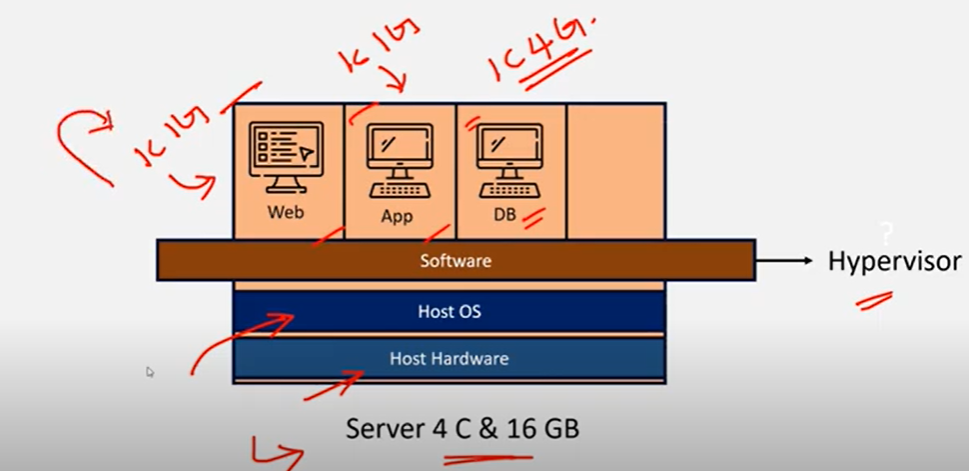 1C 1G
1C 1G
1C 4G.
Web
App
DB
Software
?
Hypervisor
Host OS
Host Hardware
Server 4 C & 16 GB